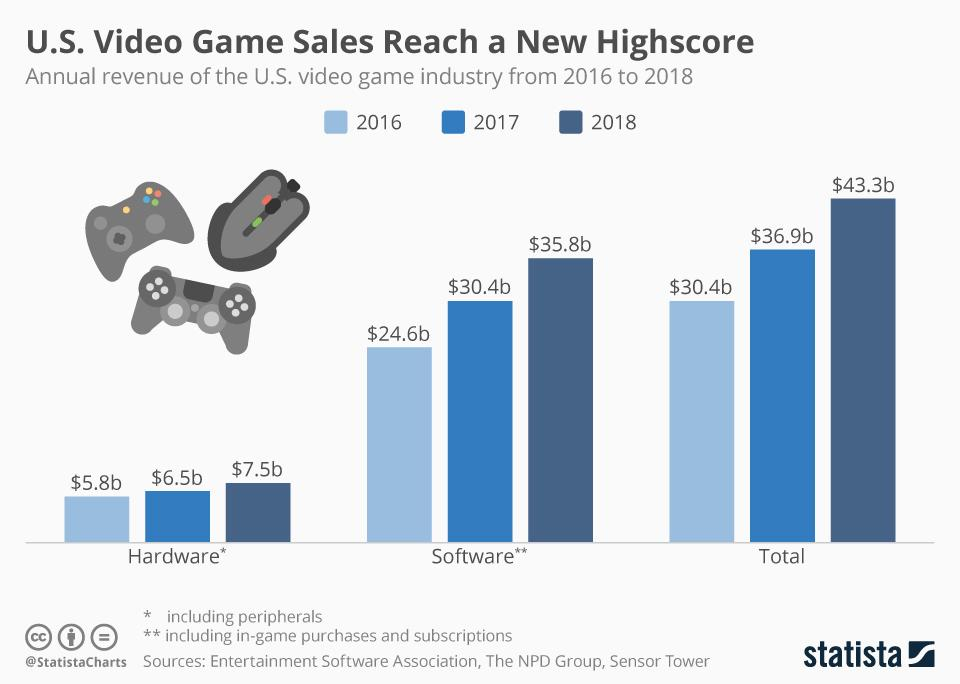 U.S. Video Game Sales Reach a New Highscore
Annual revenue of the U.S. video game industry from 2016 to 2018
2016 2017 2018
$5.8b $6.5b $7.5b
$24.6b $30.4b $35.8b
$30.4b $36.9b $43.3b
Hardware* Software** Total
* including peripherals
** including in-game purchases and subscriptions
@StatistaCharts Sources: Entertainment Software Association, The NPD Group, Sensor Tower
cc =
statista